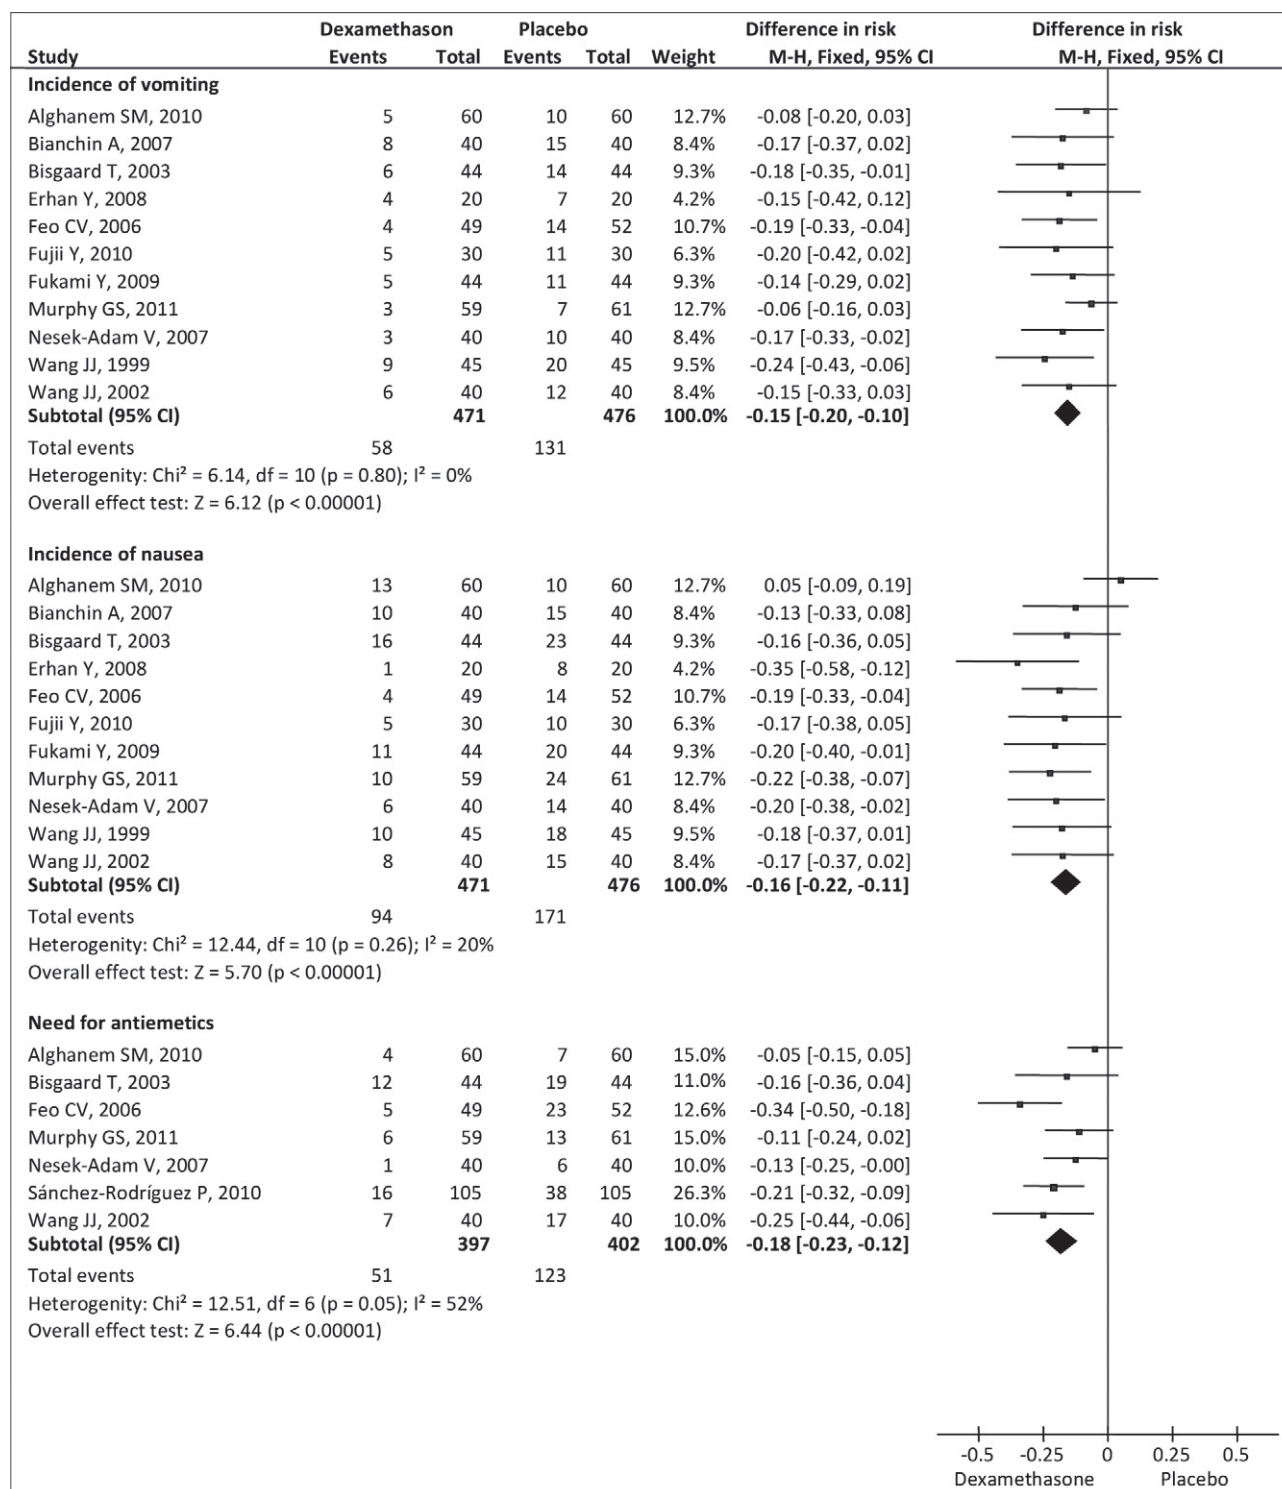 Dexamethason Placebo Difference in risk Difference in risk
Study Events Total Events Total Weight M-H, Fixed, 95% CI M-H, Fixed, 95% CI
Incidence of vomiting
Alghanem SM, 2010 5 60 10 60 12.7% -0.08 [-0.20, 0.03]
Bianchin A, 2007 8 40 15 40 8.4% -0.17 [-0.37, 0.02]
Bisgaard T, 2003 6 44 14 44 9.3% -0.18 [-0.35, -0.01]
Erhan Y, 2008 4 20 7 20 4.2% -0.15 [-0.42, 0.12]
Feo CV, 2006 4 49 14 52 10.7% -0.19 [-0.33, -0.04]
Fujii Y, 2010 5 30 11 30 6.3% -0.20 [-0.42, 0.02]
Fukami Y, 2009 5 44 11 44 9.3% -0.14 [-0.29, 0.02]
Murphy GS, 2011 3 59 7 61 12.7% -0.06 [-0.16, 0.03]
Nesek-Adam V, 2007 3 40 10 40 8.4% -0.17 [-0.33, -0.02]
Wang JJ, 1999 9 45 20 45 9.5% -0.24 [-0.43, -0.06]
Wang JJ, 2002 6 40 12 40 8.4% -0.15 [-0.33, 0.03]
Subtotal (95% CI) 471 476 100.0% -0.15 [-0.20, -0.10]
Total events 58 131
Heterogenity: Chi² = 6.14, df = 10 (p = 0.80); I² = 0%
Overall effect test: Z = 6.12 (p < 0.00001)
Incidence of nausea
Alghanem SM, 2010 13 60 10 60 12.7% 0.05 [-0.09, 0.19]
Bianchin A, 2007 10 40 15 40 8.4% -0.13 [-0.33, 0.08]
Bisgaard T, 2003 16 44 23 44 9.3% -0.16 [-0.36, 0.05]
Erhan Y, 2008 1 20 8 20 4.2% -0.35 [-0.58, -0.12]
Feo CV, 2006 4 49 14 52 10.7% -0.19 [-0.33, -0.04]
Fujii Y, 2010 5 30 10 30 6.3% -0.17 [-0.38, 0.05]
Fukami Y, 2009 11 44 20 44 9.3% -0.20 [-0.40, -0.01]
Murphy GS, 2011 10 59 24 61 12.7% -0.22 [-0.38, -0.07]
Nesek-Adam V, 2007 6 40 14 40 8.4% -0.20 [-0.38, -0.02]
Wang JJ, 1999 10 45 18 45 9.5% -0.18 [-0.37, 0.01]
Wang JJ, 2002 8 40 15 40 8.4% -0.17 [-0.37, 0.02]
Subtotal (95% CI) 471 476 100.0% -0.16 [-0.22, -0.11]
Total events 94 171
Heterogenity: Chi² = 12.44, df = 10 (p = 0.26); I² = 20%
Overall effect test: Z = 5.70 (p < 0.00001)
Need for antiemetics
Alghanem SM, 2010 4 60 7 60 15.0% -0.05 [-0.15, 0.05]
Bisgaard T, 2003 12 44 19 44 11.0% -0.16 [-0.36, 0.04]
Feo CV, 2006 5 49 23 52 12.6% -0.34 [-0.50, -0.18]
Murphy GS, 2011 6 59 13 61 15.0% -0.11 [-0.24, 0.02]
Nesek-Adam V, 2007 1 40 6 40 10.0% -0.13 [-0.25, -0.00]
Sánchez-Rodríguez P, 2010 16 105 38 105 26.3% -0.21 [-0.32, -0.09]
Wang JJ, 2002 7 40 17 40 10.0% -0.25 [-0.44, -0.06]
Subtotal (95% CI) 397 402 100.0% -0.18 [-0.23, -0.12]
Total events 51 123
Heterogenity: Chi² = 12.51, df = 6 (p = 0.05); I² = 52%
Overall effect test: Z = 6.44 (p < 0.00001)
-0.5 -0.25 0 0.25 0.5
Dexamethasone Placebo